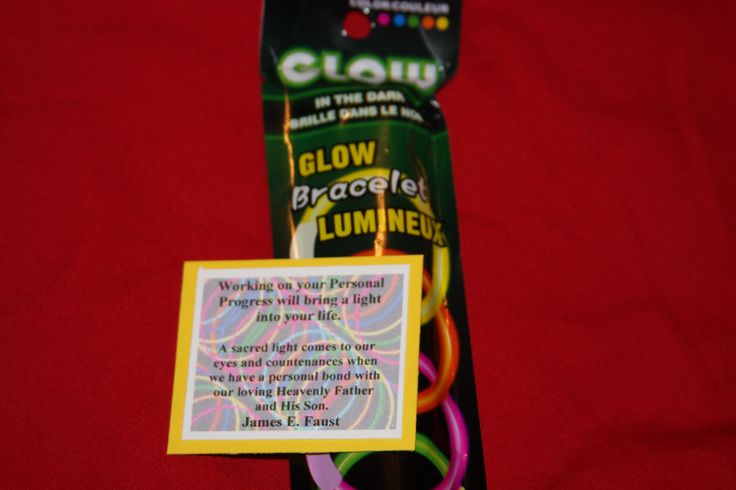 COLOR/COULEUR
GLOW
IN THE DARK
BRILLE DANS LE NOIR
GLOW
Bracelet
LUMINEUX
Working on your Personal
Progress will bring a light
into your life.
A sacred light comes to our
eyes and countenances when
we have a personal bond with
our loving Heavenly Father
and His Son.
James E. Faust